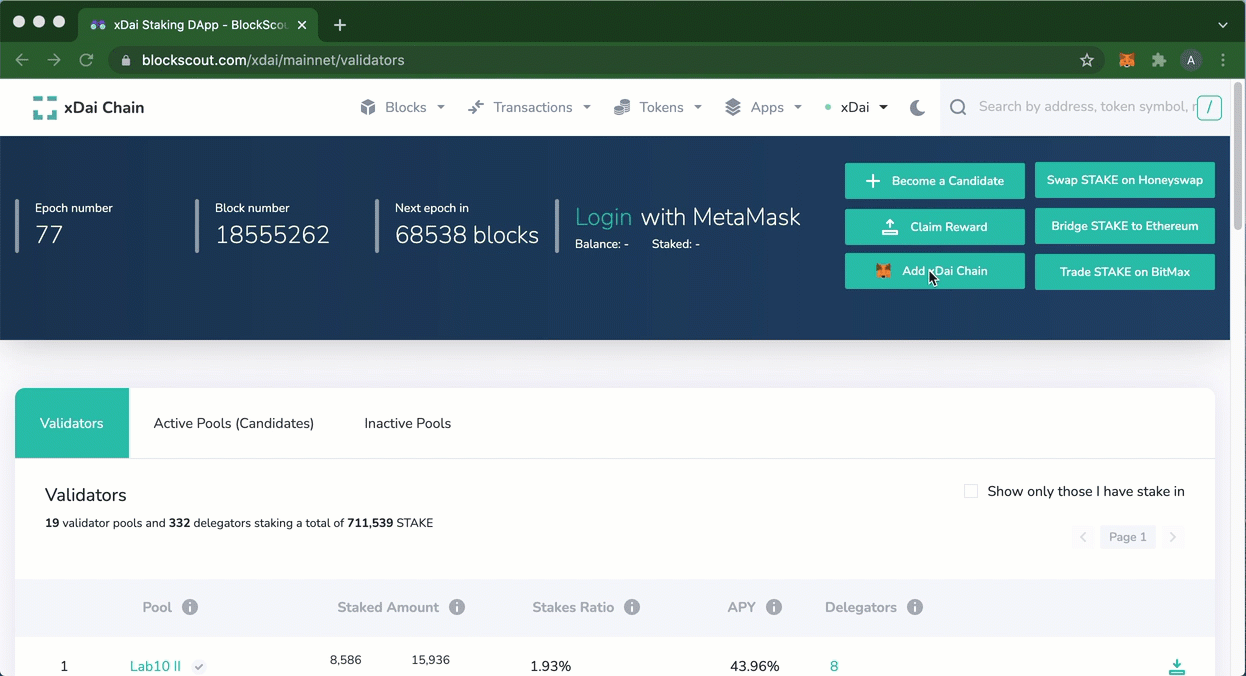 xDai Staking DApp - BlockScou
blockscout.com/xdai/mainnet/validators
A
xDai Chain
Blocks
Transactions
Tokens
Apps
xDai
Search by address, token symbol, r
/
Epoch number
77
Block number
18555262
Next epoch in
68538 blocks
Login with MetaMask
Balance: - Staked: -
Become a Candidate
Swap STAKE on Honeyswap
Claim Reward
Bridge STAKE to Ethereum
Add xDai Chain
Trade STAKE on BitMax
Validators
Active Pools (Candidates)
Inactive Pools
Validators
Show only those I have stake in
19 validator pools and 332 delegators staking a total of 711,539 STAKE
Page 1
Pool
Staked Amount
Stakes Ratio
APY
Delegators
1 Lab10 II 8,586 15,936 1.93% 43.96% 8